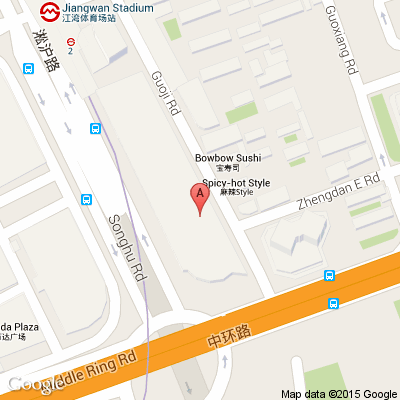 Jiangwan Stadium
江湾体育场站
2
淞沪路
Guoji Rd
Guoxiang Rd
Bowbow Sushi
宝寿司
Spicy-hot Style
麻辣Style
A
Zhengdan E Rd
Songhu Rd
da Plaza
达广场
中环路
Middle Ring Rd
Google
Map data ©2015 Google